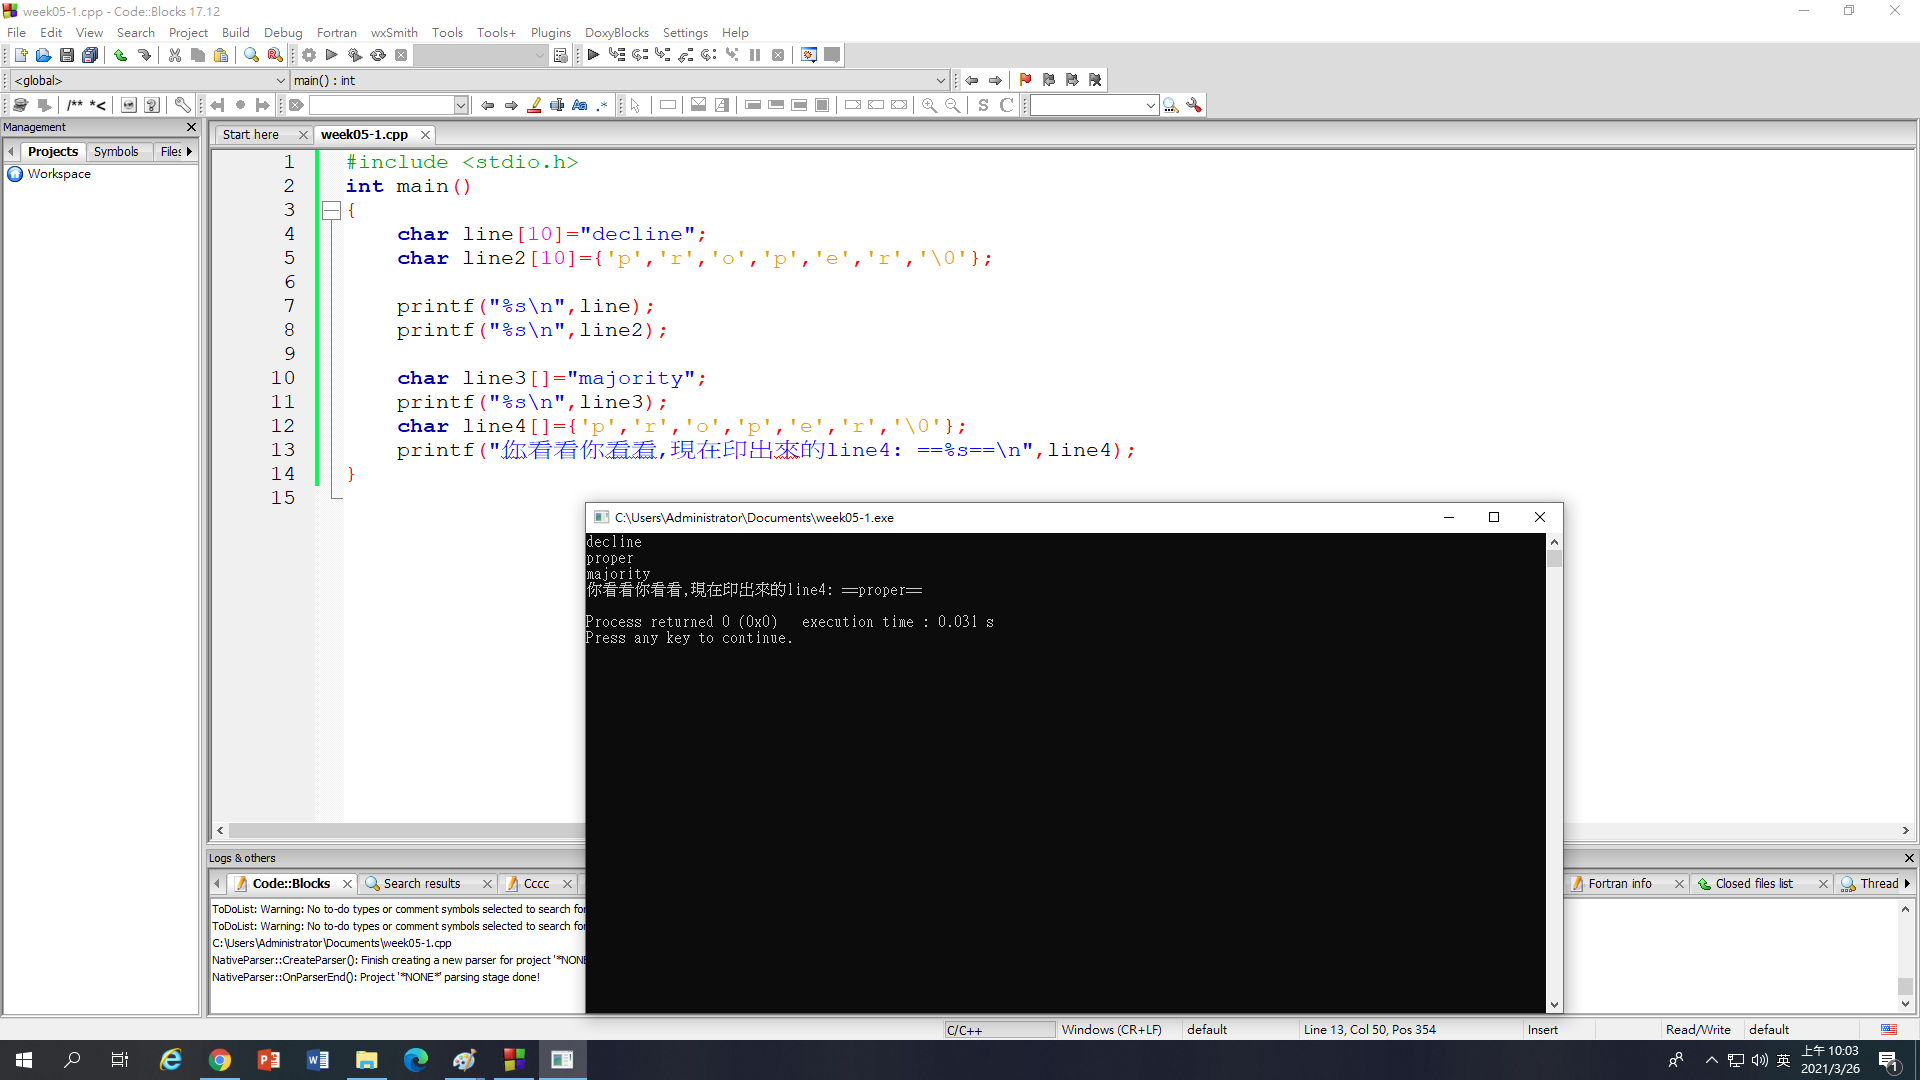 week05-1.cpp - Code::Blocks 17.12
File Edit View Search Project Build Debug Fortran wxSmith Tools Tools+ Plugins DoxyBlocks Settings Help
<global> main() : int
/** *<
Management
Start here week05-1.cpp
Projects Symbols Files
Workspace
1 #include <stdio.h>
2 int main()
3 {
4 char line[10]="decline";
5 char line2[10]={'p','r','o','p','e','r','\0'};
6
7 printf("%s\n",line);
8 printf("%s\n",line2);
9
10 char line3[]="majority";
11 printf("%s\n",line3);
12 char line4[]={'p','r','o','p','e','r','\0'};
13 printf("你看看你看看,現在印出來的line4: ==%s==\n",line4);
14 }
15
C:\Users\Administrator\Documents\week05-1.exe
decline
proper
majority
你看看你看看,現在印出來的line4: ==proper==
Process returned 0 (0x0) execution time : 0.031 s
Press any key to continue.
Logs & others
Code::Blocks Search results Cccc Fortran info Closed files list Thread
ToDoList: Warning: No to-do types or comment symbols selected to search for
ToDoList: Warning: No to-do types or comment symbols selected to search for
C:\Users\Administrator\Documents\week05-1.cpp
NativeParser::CreateParser(): Finish creating a new parser for project '*NONE
NativeParser::OnParserEnd(): Project '*NONE*' parsing stage done!
C/C++ Windows (CR+LF) default Line 13, Col 50, Pos 354 Insert Read/Write default
英 上午 10:03
2021/3/26
1